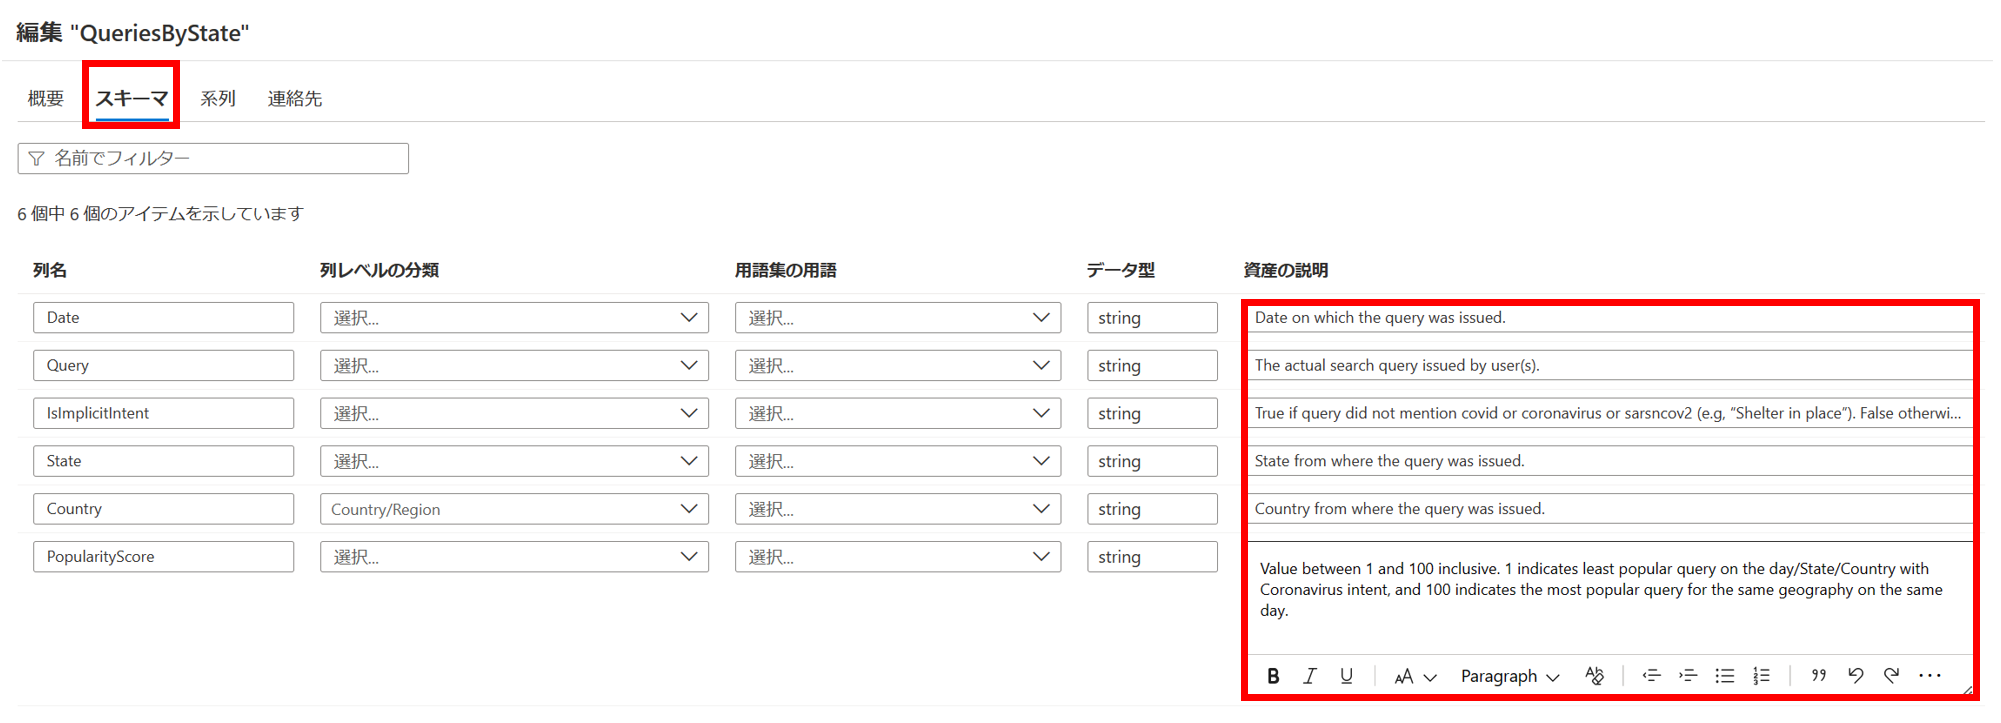 編集 "QueriesByState"
概要 スキーマ 系列 連絡先
名前でフィルター
6 個中 6 個のアイテムを示しています
列名 列レベルの分類 用語集の用語 データ型 資産の説明
Date 選択... 選択... string Date on which the query was issued.
Query 選択... 選択... string The actual search query issued by user(s).
IsImplicitIntent 選択... 選択... string True if query did not mention covid or coronavirus or sarsncov2 (e.g, “Shelter in place”). False otherwi...
State 選択... 選択... string State from where the query was issued.
Country Country/Region 選択... string Country from where the query was issued.
PopularityScore 選択... 選択... string
Value between 1 and 100 inclusive. 1 indicates least popular query on the day/State/Country with
Coronavirus intent, and 100 indicates the most popular query for the same geography on the same
day.
B I U AA Paragraph